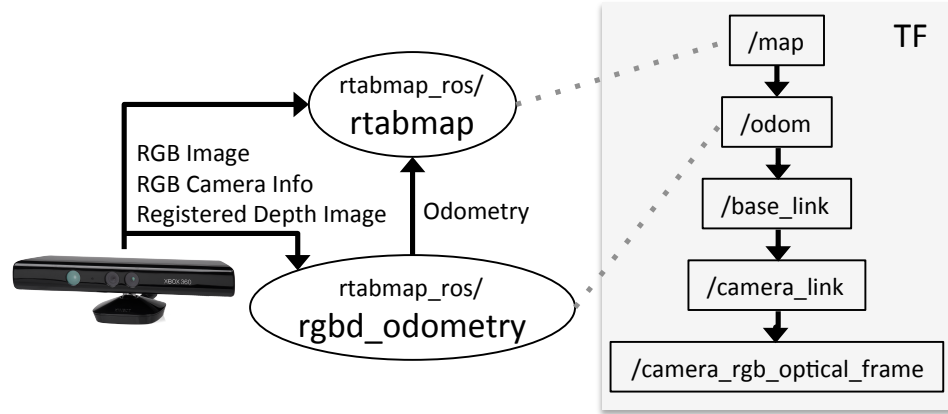 TF
/map
rtabmap_ros/
rtabmap
/odom
RGB Image
RGB Camera Info
Registered Depth Image
Odometry
/base_link
XBOX 360
rtabmap_ros/
rgbd_odometry
/camera_link
/camera_rgb_optical_frame